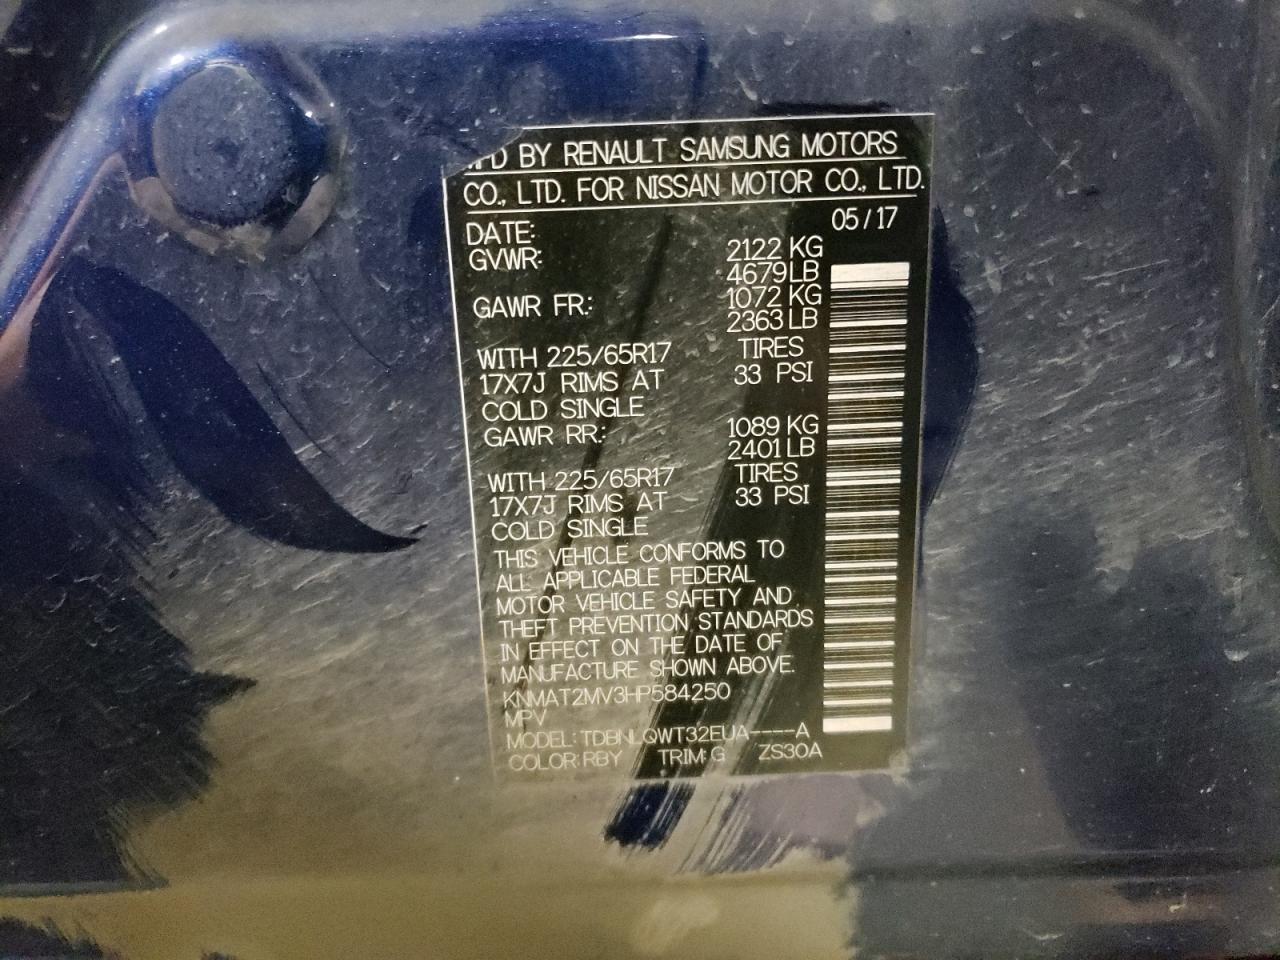 MFD BY RENAULT SAMSUNG MOTORS
CO., LTD. FOR NISSAN MOTOR CO., LTD.
DATE: 05/17
GVWR: 2122 KG
4679 LB
GAWR FR: 1072 KG
2363 LB
WITH 225/65R17 TIRES
17X7J RIMS AT 33 PSI
COLD SINGLE
GAWR RR: 1089 KG
2401 LB
WITH 225/65R17 TIRES
17X7J RIMS AT 33 PSI
COLD SINGLE
THIS VEHICLE CONFORMS TO
ALL APPLICABLE FEDERAL
MOTOR VEHICLE SAFETY AND
THEFT PREVENTION STANDARDS
IN EFFECT ON THE DATE OF
MANUFACTURE SHOWN ABOVE.
KNMAT2MV3HP584250
MPV
MODEL: TDBNLQWT32EUA----A
COLOR: RBY TRIM: G ZS30A